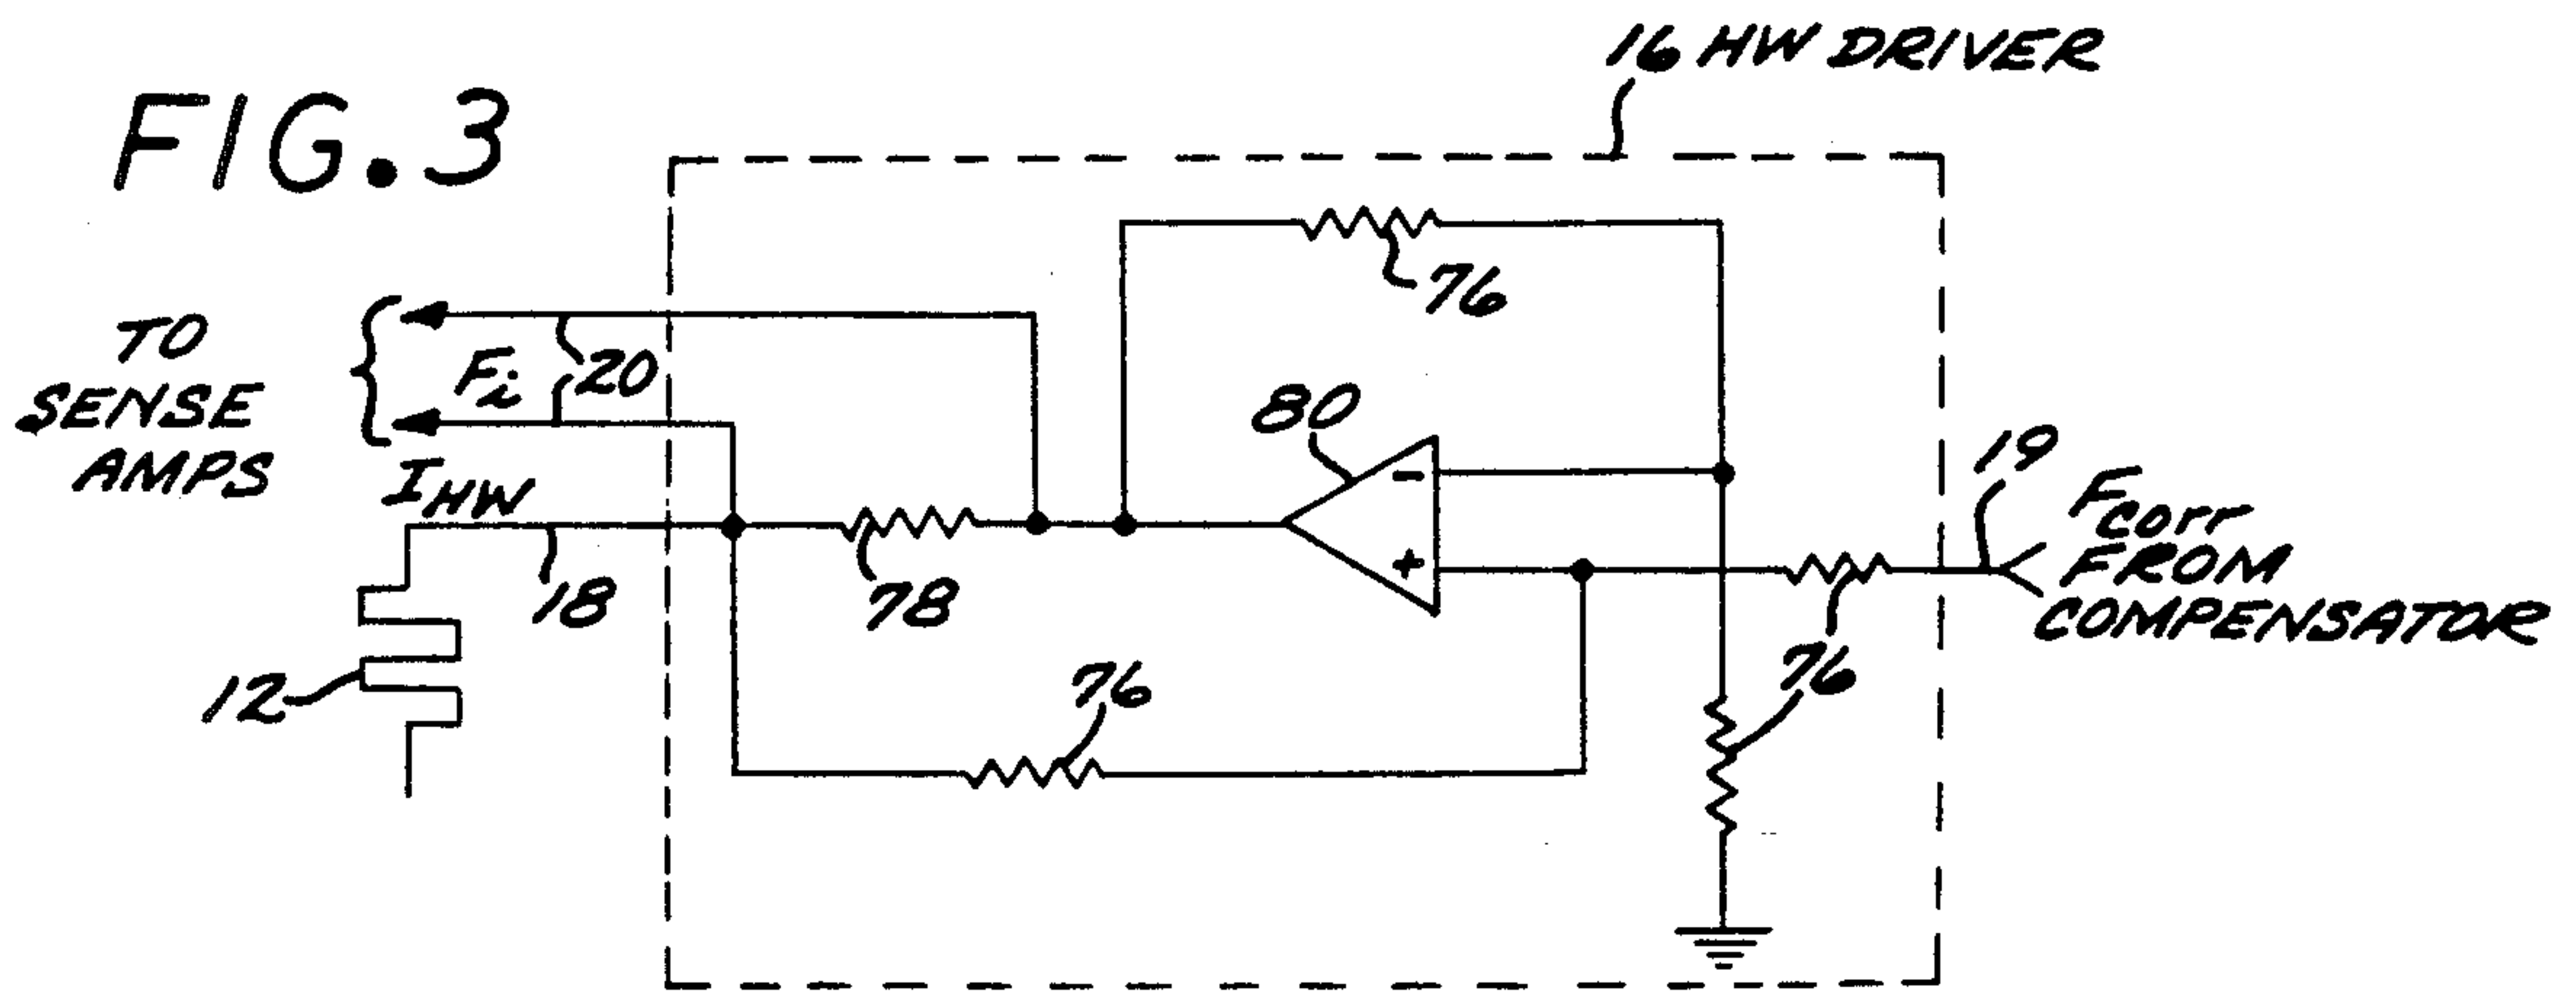 FIG. 3
16 HW DRIVER
76
TO
SENSE
AMPS
Fi
20
80
-
+
IHW
18
78
12
76
76
19
Fcorr
FROM
COMPENSATOR